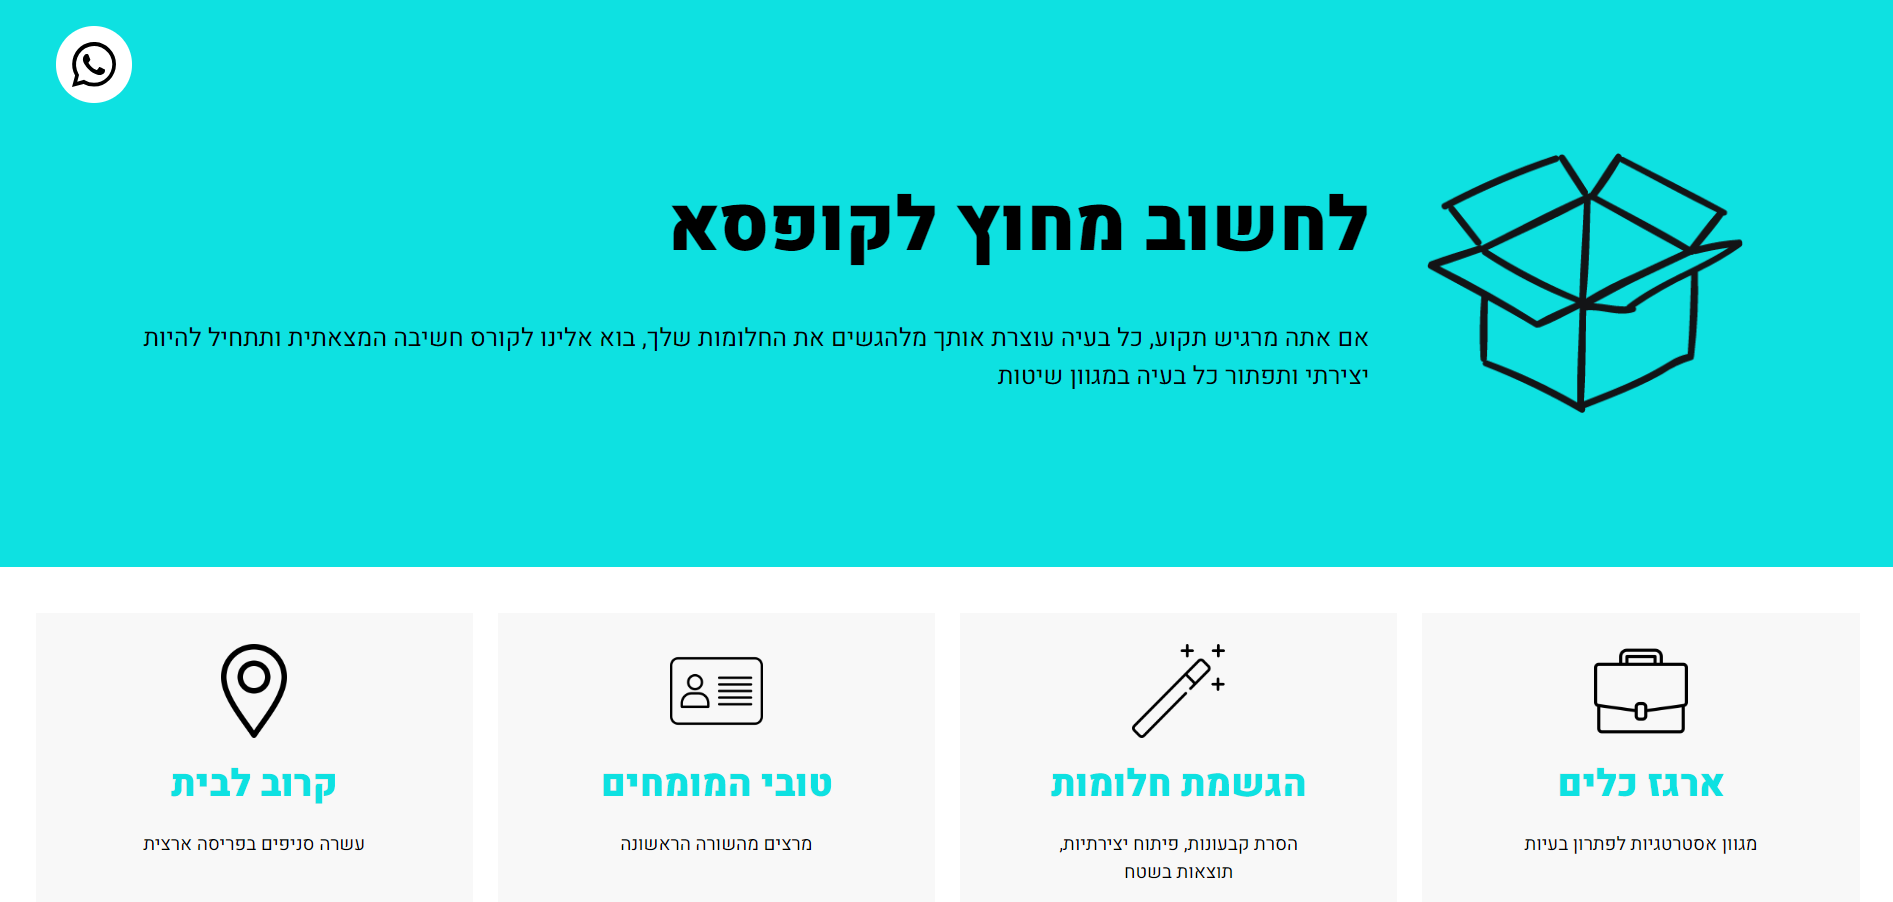 לחשוב מחוץ לקופסא
אם אתה מרגיש תקוע, כל בעיה עוצרת אותך מלהגשים את החלומות שלך, בוא אלינו לקורס חשיבה המצאתית ותתחיל להיות
יצירתי ותפתור כל בעיה במגוון שיטות
ארגז כלים
מגוון אסטרטגיות לפתרון בעיות
הגשמת חלומות
הסרת קבעונות, פיתוח יצירתיות,
תוצאות בשטח
טובי המומחים
מרצים מהשורה הראשונה
קרוב לבית
עשרה סניפים בפריסה ארצית